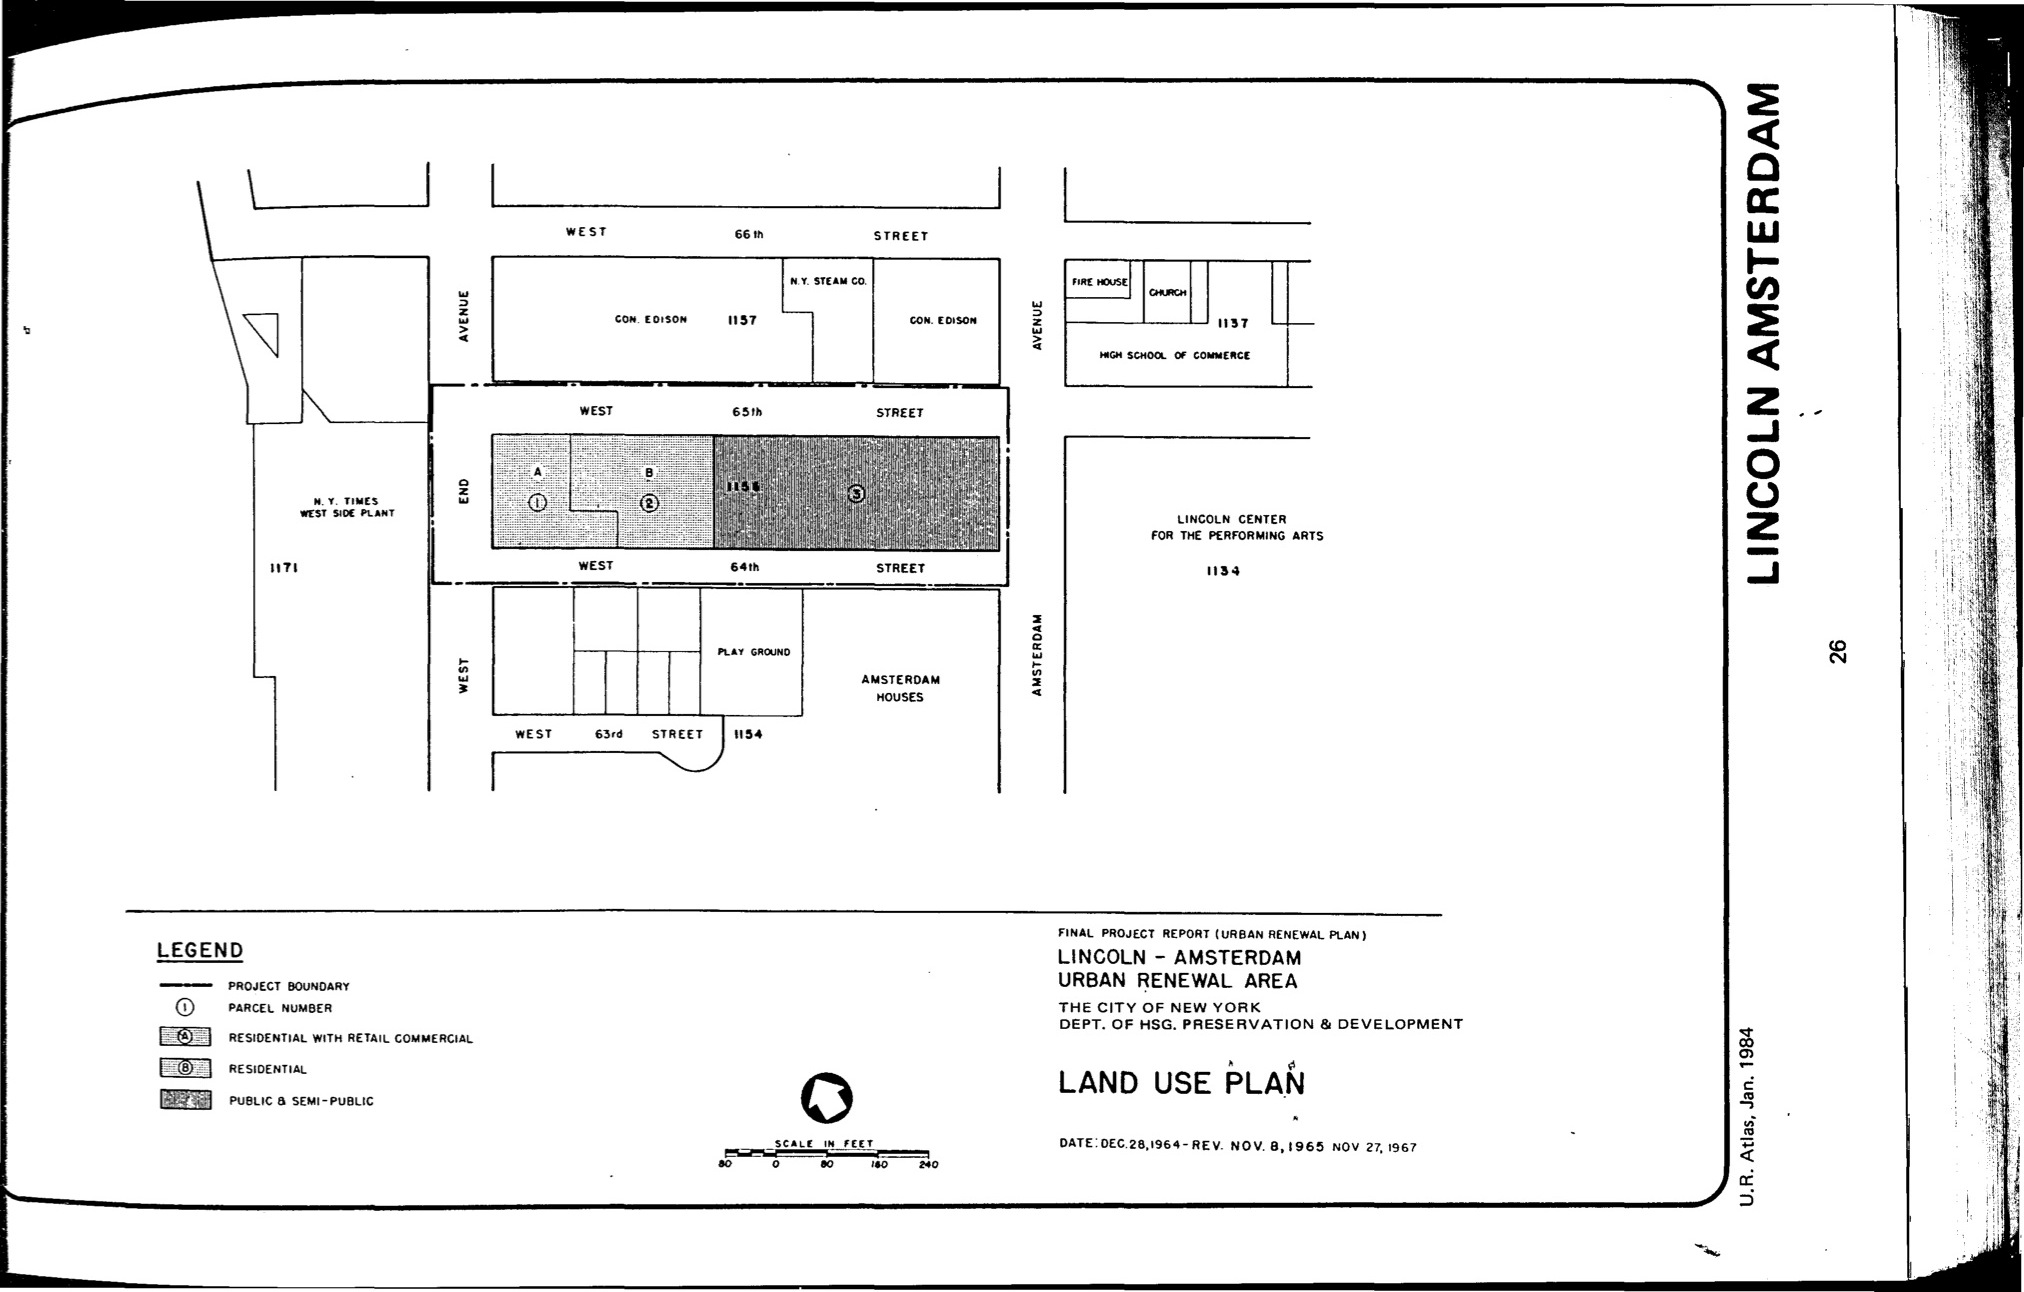 LINCOLN AMSTERDAM
26
U.R. Atlas, Jan. 1984
WEST 66th STREET
AVENUE
CON. EDISON
1157
N.Y. STEAM CO.
CON. EDISON
AVENUE
FIRE HOUSE
CHURCH
1137
HIGH SCHOOL OF COMMERCE
WEST 65th STREET
N.Y. TIMES
WEST SIDE PLANT
1171
END
A
1
B
2
1156
3
LINCOLN CENTER
FOR THE PERFORMING ARTS
1134
WEST 64th STREET
WEST
PLAY GROUND
AMSTERDAM
HOUSES
AMSTERDAM
WEST 63rd STREET 1154
LEGEND
PROJECT BOUNDARY
1 PARCEL NUMBER
A RESIDENTIAL WITH RETAIL COMMERCIAL
B RESIDENTIAL
PUBLIC & SEMI-PUBLIC
SCALE IN FEET
80 0 80 160 240
FINAL PROJECT REPORT (URBAN RENEWAL PLAN)
LINCOLN - AMSTERDAM
URBAN RENEWAL AREA
THE CITY OF NEW YORK
DEPT. OF HSG. PRESERVATION & DEVELOPMENT
LAND USE PLAN
DATE: DEC. 28, 1964 - REV. NOV. 8, 1965 NOV 27, 1967